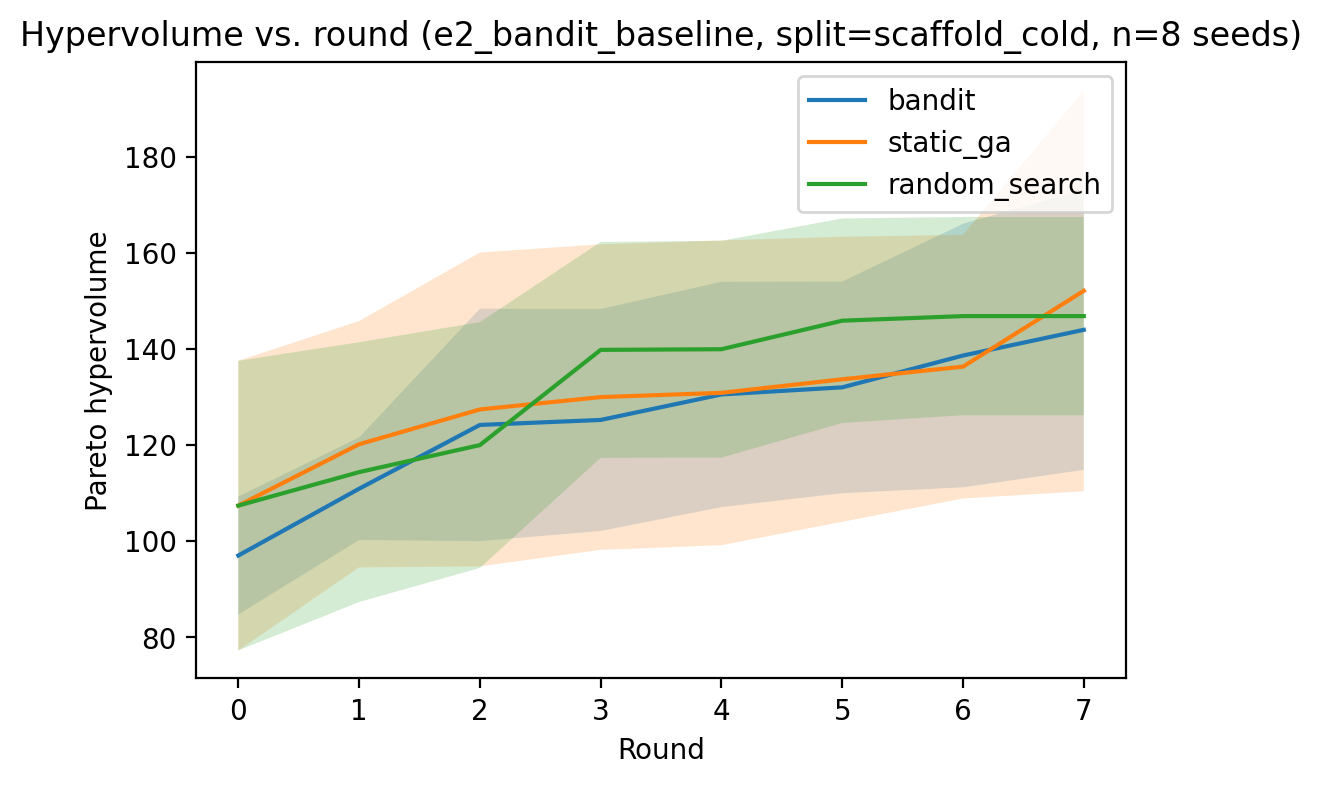 Hypervolume vs. round (e2_bandit_baseline, split=scaffold_cold, n=8 seeds)
bandit
static_ga
random_search
180
160
140
120
100
80
Pareto hypervolume
0 1 2 3 4 5 6 7
Round